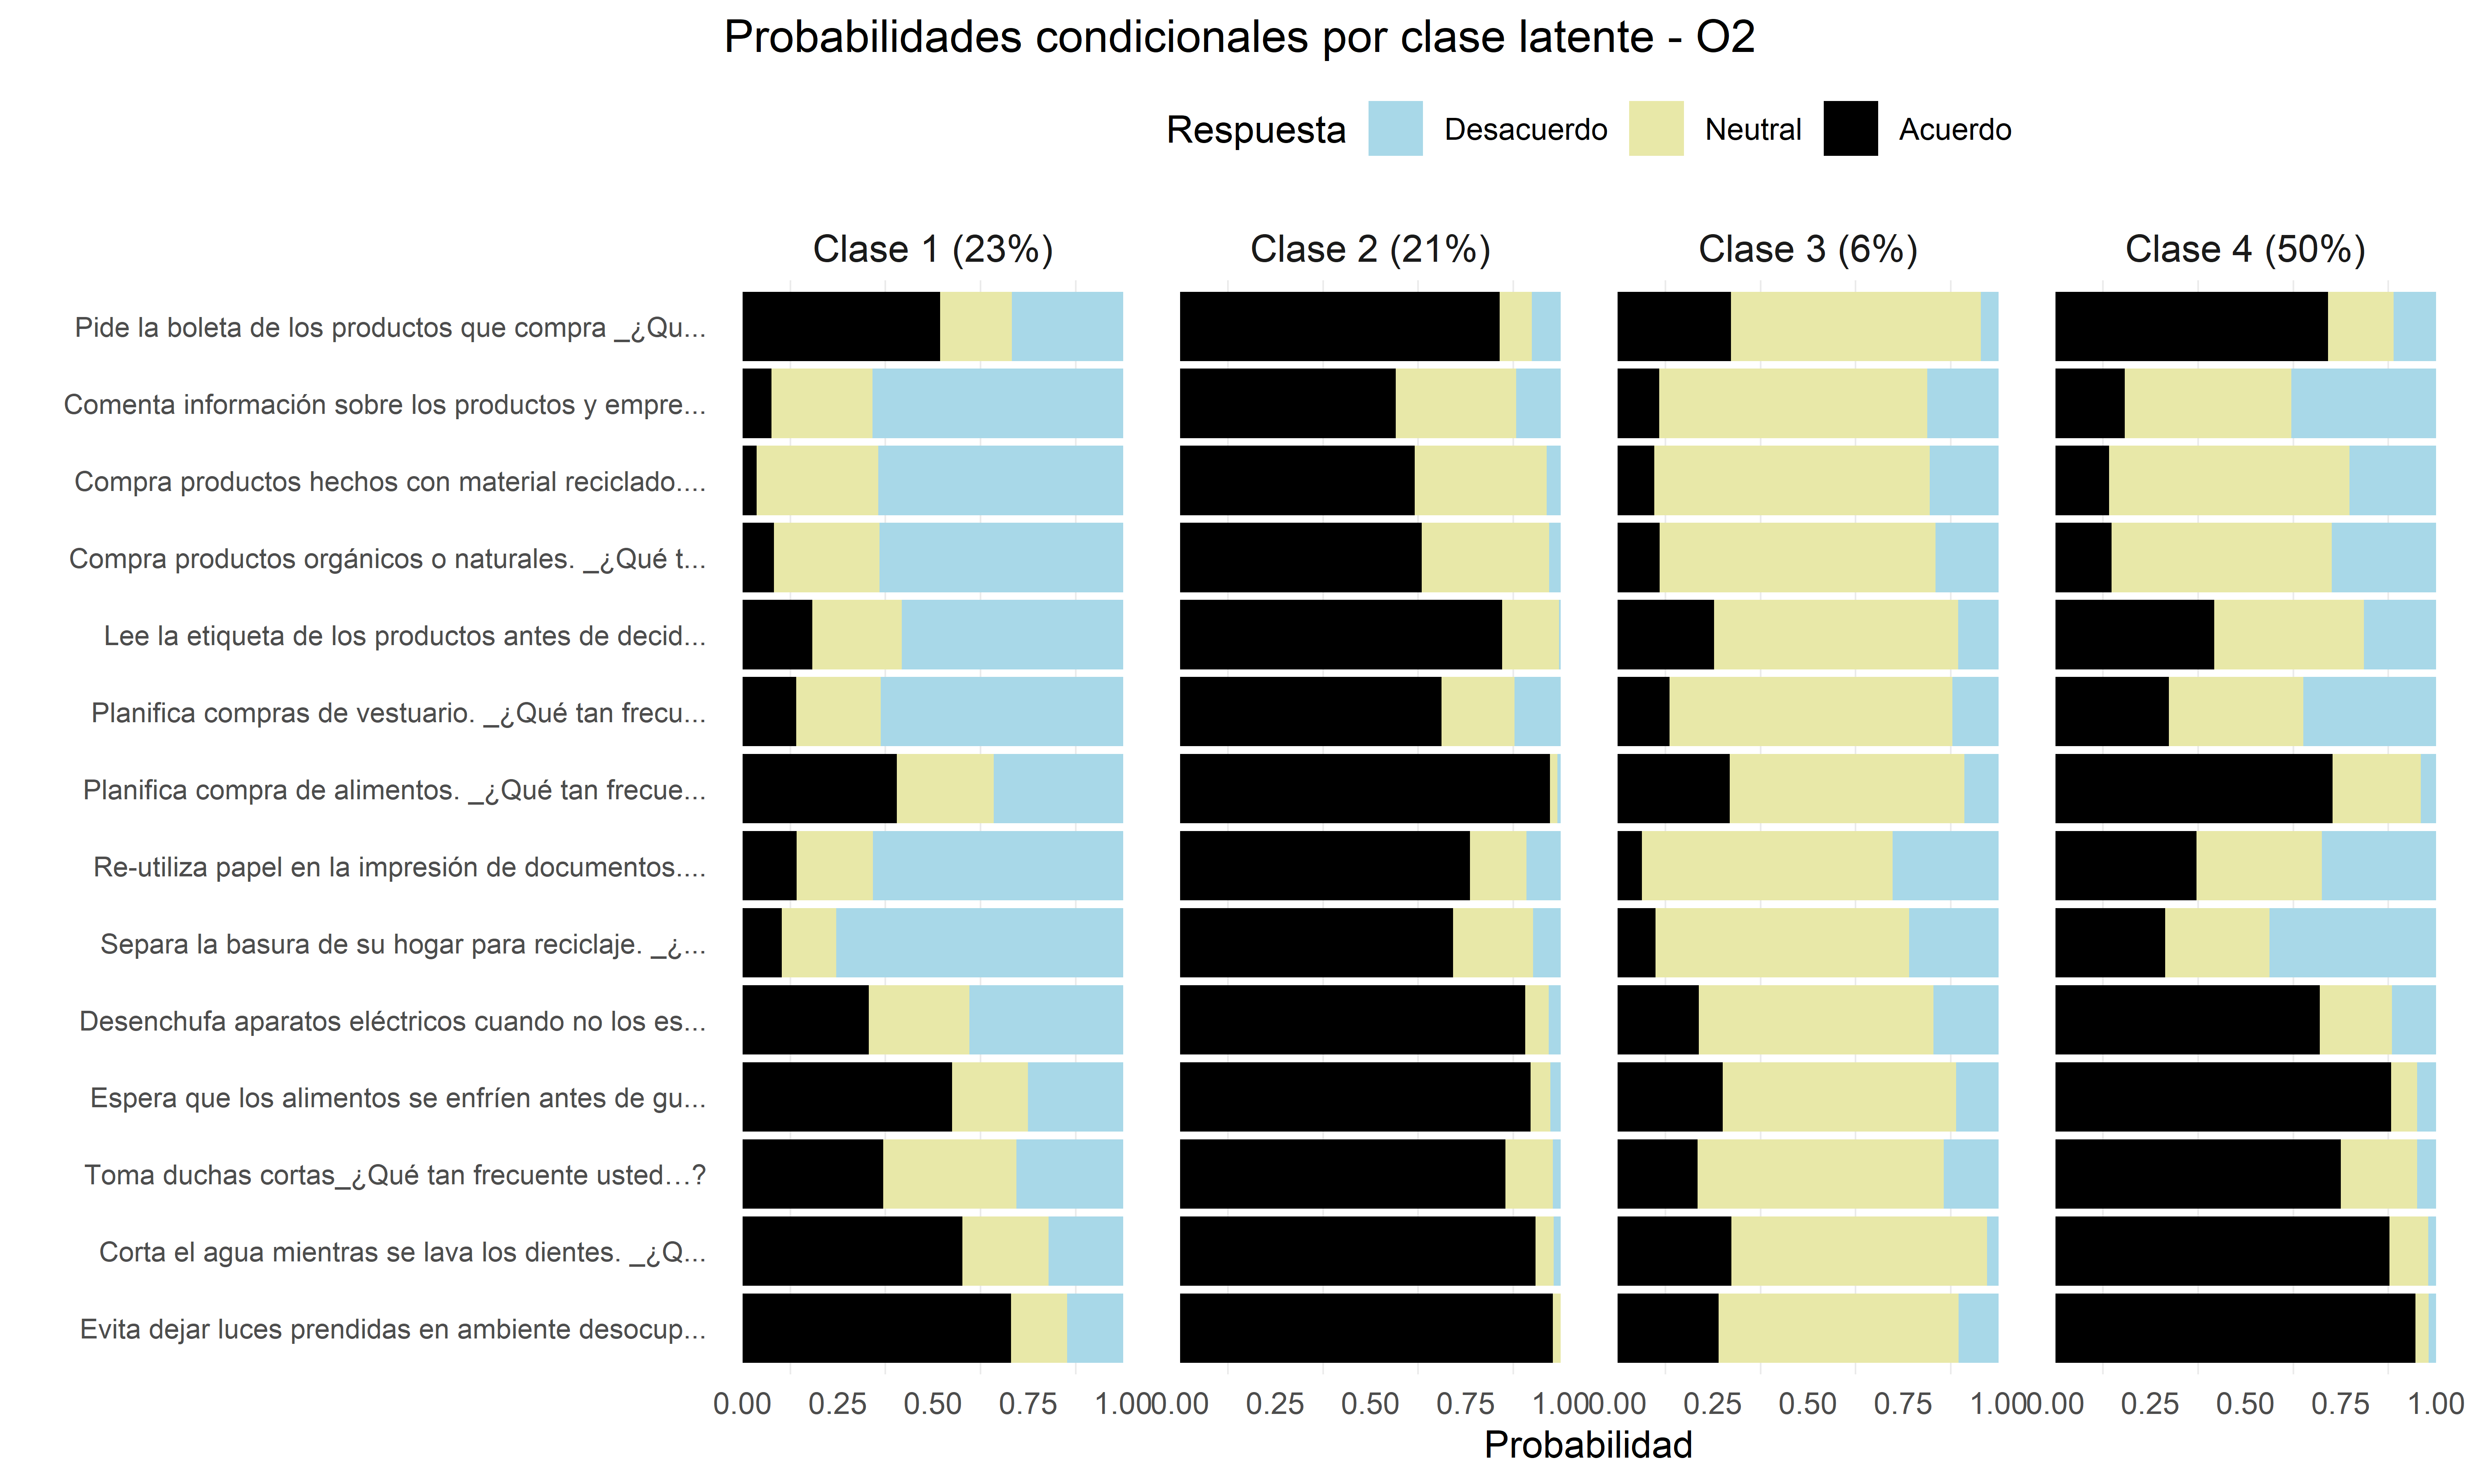 Probabilidades condicionales por clase latente - O2
Respuesta Desacuerdo Neutral Acuerdo
Clase 1 (23%) Clase 2 (21%) Clase 3 (6%) Clase 4 (50%)
Pide la boleta de los productos que compra _¿Qu...
Comenta información sobre los productos y empre...
Compra productos hechos con material reciclado....
Compra productos orgánicos o naturales. _¿Qué t...
Lee la etiqueta de los productos antes de decid...
Planifica compras de vestuario. _¿Qué tan frecu...
Planifica compra de alimentos. _¿Qué tan frecue...
Re-utiliza papel en la impresión de documentos....
Separa la basura de su hogar para reciclaje. _¿...
Desenchufa aparatos eléctricos cuando no los es...
Espera que los alimentos se enfríen antes de gu...
Toma duchas cortas_¿Qué tan frecuente usted…?
Corta el agua mientras se lava los dientes. _¿Q...
Evita dejar luces prendidas en ambiente desocup...
0.00 0.25 0.50 0.75 1.00 0.00 0.25 0.50 0.75 1.00 0.00 0.25 0.50 0.75 1.00 0.00 0.25 0.50 0.75 1.00
Probabilidad